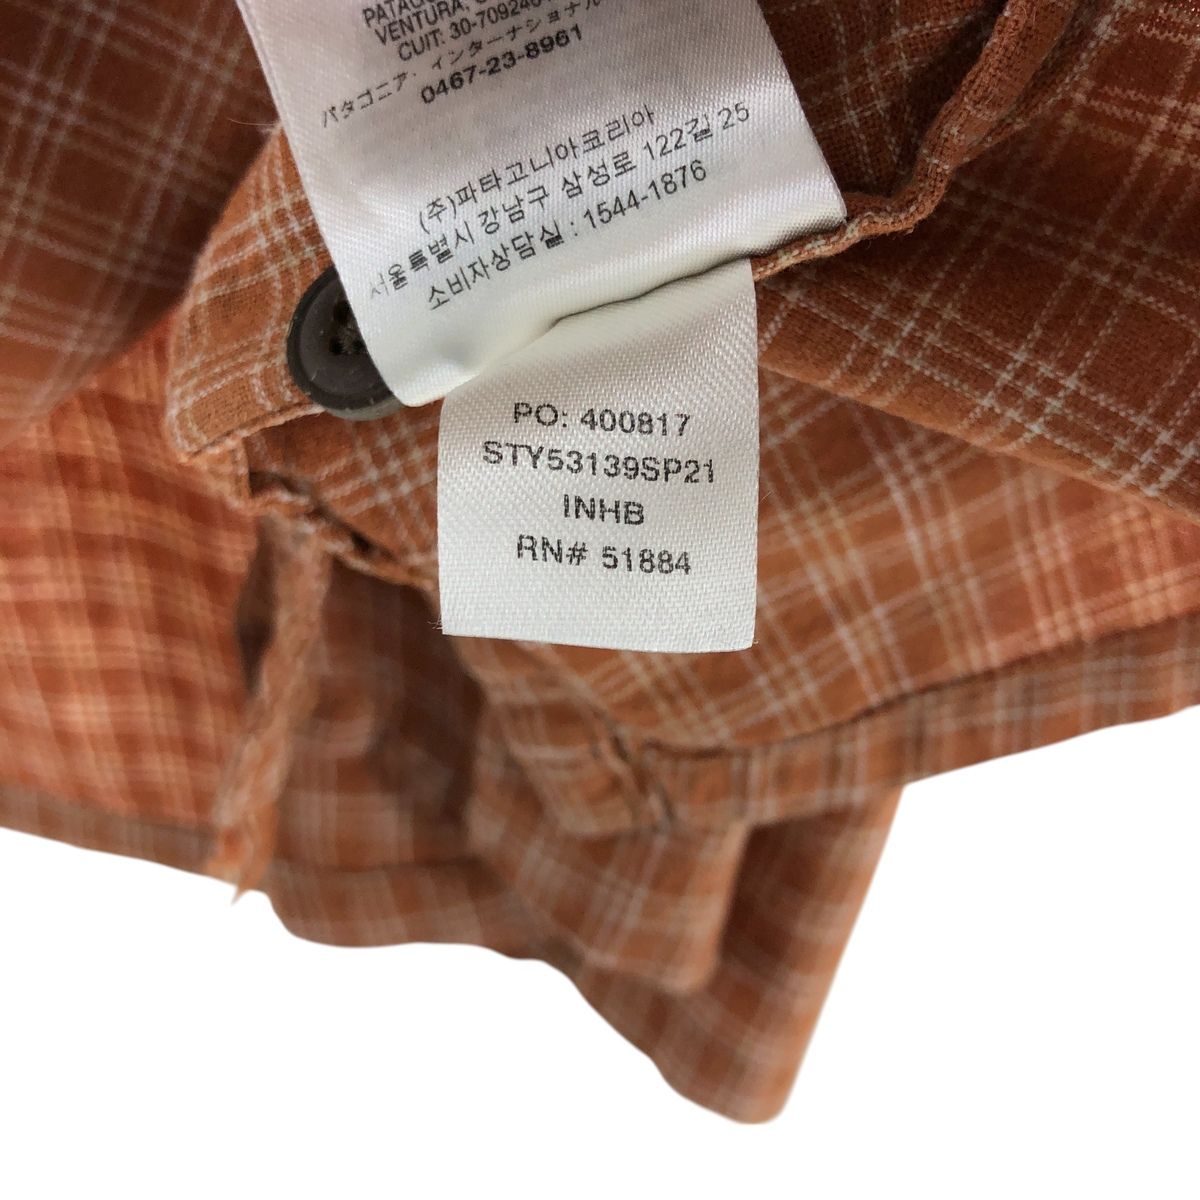 VENTURA,
CUIT: 30-709246
パタゴニア・インターナショナル
0467-23-8961
(주)파타고니아코리아
서울특별시 강남구 삼성로 122길 25
소비자상담실 : 1544-1876
PO: 400817
STY53139SP21
INHB
RN# 51884